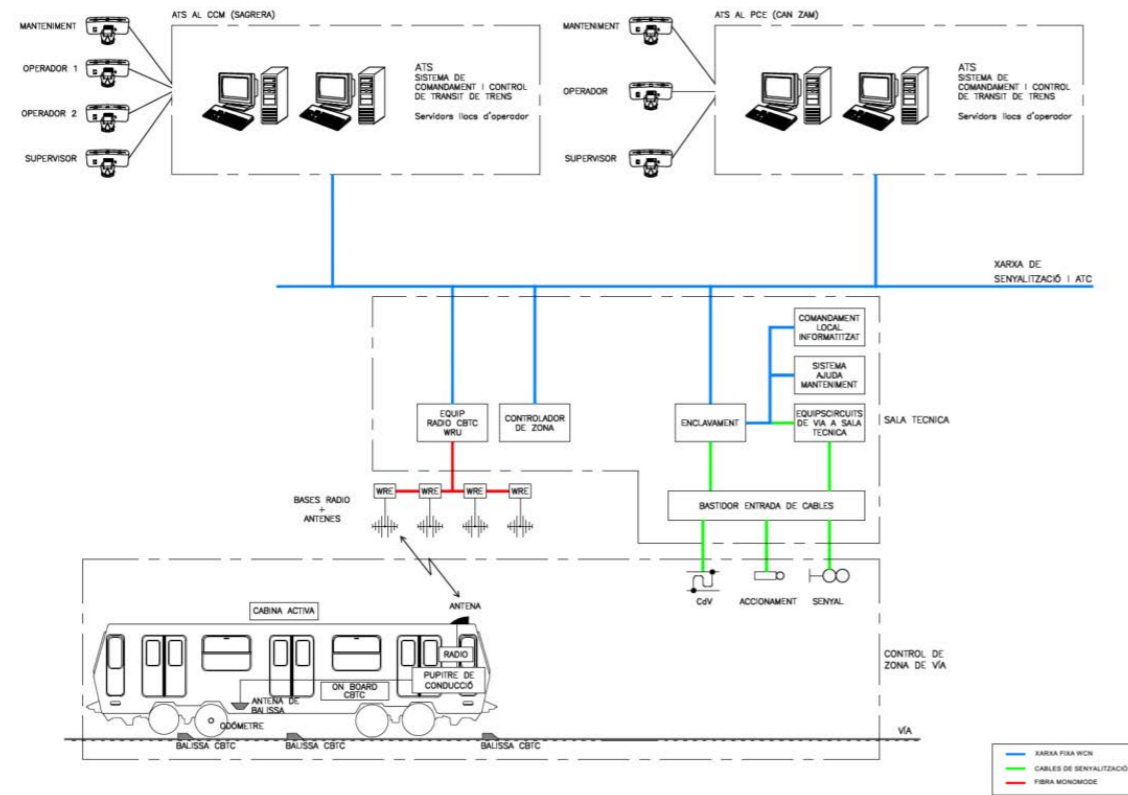 ATS AL CCM (SAGRERA)
MANTENIMENT
OPERADOR 1
OPERADOR 2
SUPERVISOR
ATS
SISTEMA DE
COMANDAMENT I CONTROL
DE TRANSIT DE TRENS
Servidors llocs d'operador
ATS AL PCE (CAN ZAM)
MANTENIMENT
OPERADOR
SUPERVISOR
ATS
SISTEMA DE
COMANDAMENT I CONTROL
DE TRANSIT DE TRENS
Servidors llocs d'operador
XARXA DE
SENYALITZACIÓ I ATC
COMANDAMENT
LOCAL
INFORMATITZAT
SISTEMA
AJUDA
MANTENIMENT
EQUIP
RADIO CBTC
WRU
CONTROLADOR
DE ZONA
ENCLAVAMENT
EQUIPSCIRCUITS
DE VIA A SALA
TECNICA
SALA TECNICA
BASES RADIO
+
ANTENES
WRE
WRE
WRE
WRE
BASTIDOR ENTRADA DE CABLES
CdV
ACCIONAMENT
SENYAL
CABINA ACTIVA
ANTENA
RADIO
PUPITRE DE
CONDUCCIÓ
ON BOARD
CBTC
ANTENA DE
BALISSA
ODÓMETRE
BALISSA CBTC
BALISSA CBTC
BALISSA CBTC
VÍA
CONTROL DE
ZONA DE VÍA
XARXA FIXA WCN
CABLES DE SENYALITZACIÓ
FIBRA MONOMODE